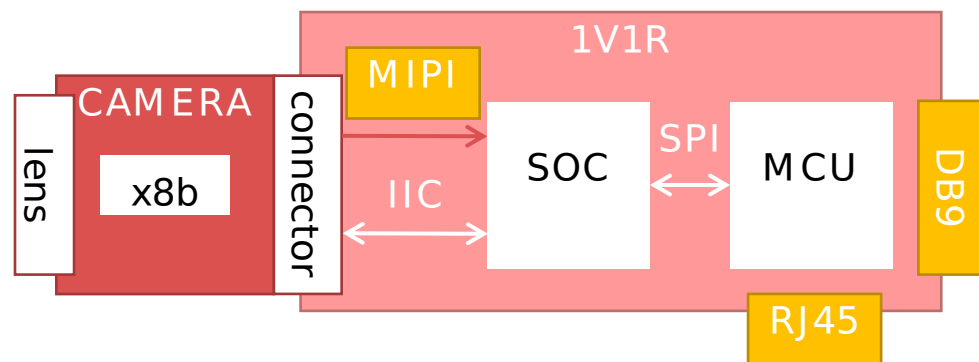 1V1R
MIPI
CAMERA
connector
lens
x8b
SOC
SPI
MCU
IIC
DB9
RJ45